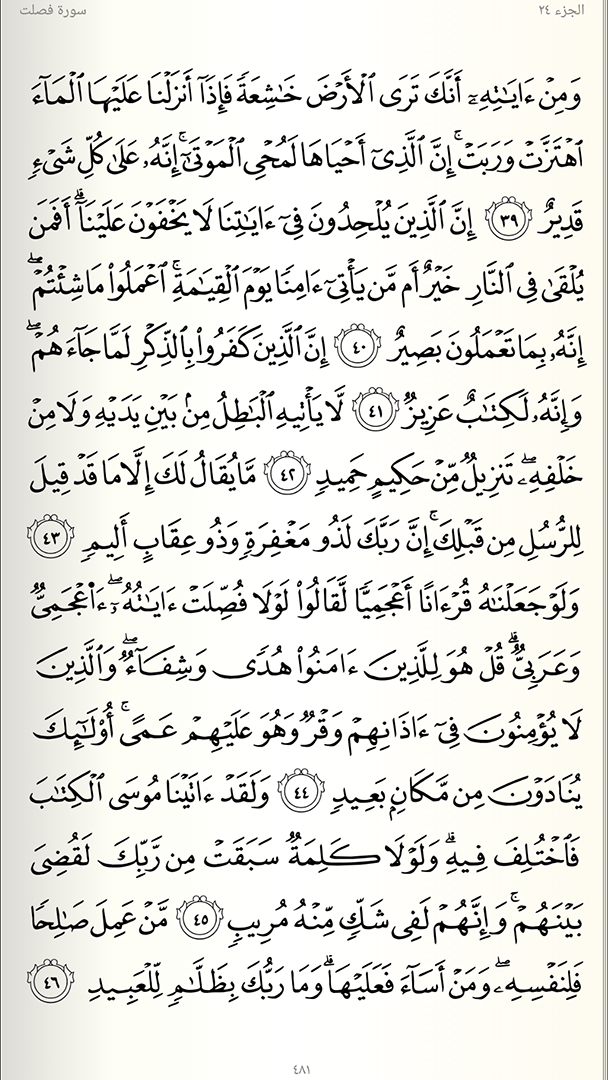 الجزء ٢٤
سورة فصلت
وَمِنْ ءَايَٰتِهِۦٓ أَنَّكَ تَرَى ٱلْأَرْضَ خَٰشِعَةً فَإِذَآ أَنزَلْنَا عَلَيْهَا ٱلْمَآءَ
ٱهْتَزَّتْ وَرَبَتْ ۚ إِنَّ ٱلَّذِىٓ أَحْيَاهَا لَمُحْىِ ٱلْمَوْتَىٰٓ ۚ إِنَّهُۥ عَلَىٰ كُلِّ شَىْءٍ
قَدِيرٌ ٣٩ إِنَّ ٱلَّذِينَ يُلْحِدُونَ فِىٓ ءَايَٰتِنَا لَا يَخْفَوْنَ عَلَيْنَآ ۗ أَفَمَن
يُلْقَىٰ فِى ٱلنَّارِ خَيْرٌ أَم مَّن يَأْتِىٓ ءَامِنًا يَوْمَ ٱلْقِيَٰمَةِ ۚ ٱعْمَلُوا۟ مَا شِئْتُمْ ۖ
إِنَّهُۥ بِمَا تَعْمَلُونَ بَصِيرٌ ٤٠ إِنَّ ٱلَّذِينَ كَفَرُوا۟ بِٱلذِّكْرِ لَمَّا جَآءَهُمْ ۖ
وَإِنَّهُۥ لَكِتَٰبٌ عَزِيزٌ ٤١ لَّا يَأْتِيهِ ٱلْبَٰطِلُ مِنۢ بَيْنِ يَدَيْهِ وَلَا مِنْ
خَلْفِهِۦ ۖ تَنزِيلٌ مِّنْ حَكِيمٍ حَمِيدٍ ٤٢ مَّا يُقَالُ لَكَ إِلَّا مَا قَدْ قِيلَ
لِلرُّسُلِ مِن قَبْلِكَ ۚ إِنَّ رَبَّكَ لَذُو مَغْفِرَةٍ وَذُو عِقَابٍ أَلِيمٍ ٤٣
وَلَوْ جَعَلْنَٰهُ قُرْءَانًا أَعْجَمِيًّا لَّقَالُوا۟ لَوْلَا فُصِّلَتْ ءَايَٰتُهُۥٓ ۖ ءَا۬عْجَمِىٌّ
وَعَرَبِىٌّ ۗ قُلْ هُوَ لِلَّذِينَ ءَامَنُوا۟ هُدًى وَشِفَآءٌ ۖ وَٱلَّذِينَ
لَا يُؤْمِنُونَ فِىٓ ءَاذَانِهِمْ وَقْرٌ وَهُوَ عَلَيْهِمْ عَمًى ۚ أُو۟لَٰٓئِكَ
يُنَادَوْنَ مِن مَّكَانٍۭ بَعِيدٍ ٤٤ وَلَقَدْ ءَاتَيْنَا مُوسَى ٱلْكِتَٰبَ
فَٱخْتُلِفَ فِيهِ ۗ وَلَوْلَا كَلِمَةٌ سَبَقَتْ مِن رَّبِّكَ لَقُضِىَ
بَيْنَهُمْ ۚ وَإِنَّهُمْ لَفِى شَكٍّ مِّنْهُ مُرِيبٍ ٤٥ مَّنْ عَمِلَ صَٰلِحًا
فَلِنَفْسِهِۦ ۖ وَمَنْ أَسَآءَ فَعَلَيْهَا ۗ وَمَا رَبُّكَ بِظَلَّٰمٍ لِّلْعَبِيدِ ٤٦
٤٨١